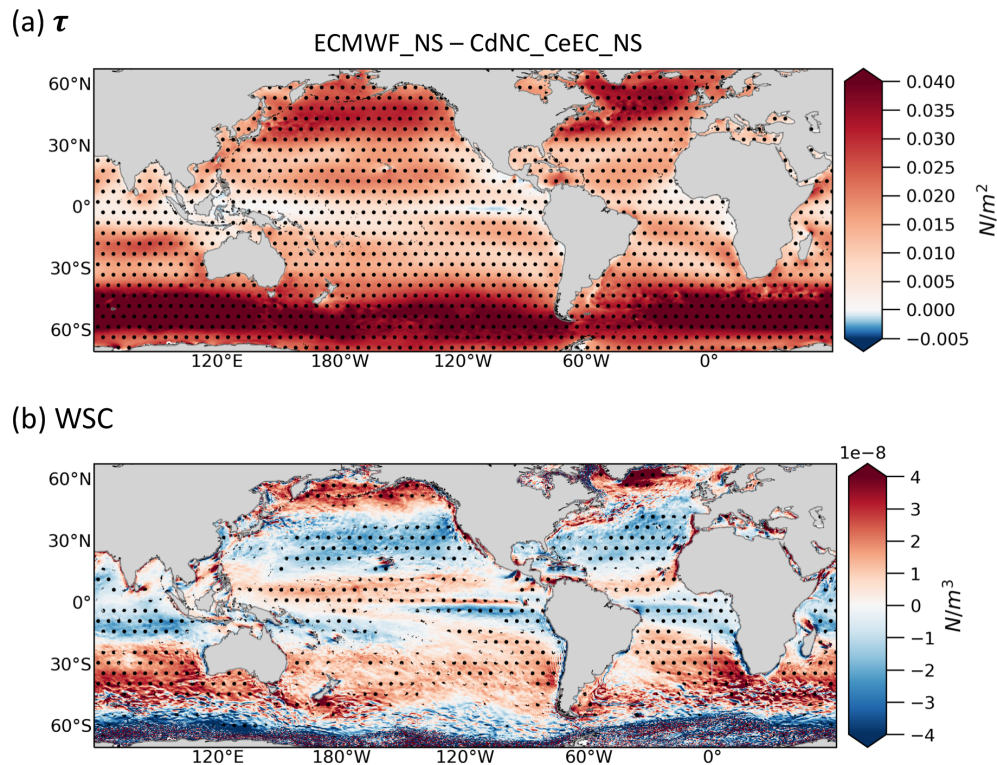 (a) τ
ECMWF_NS – CdNC_CeEC_NS
60°N
30°N
0°
30°S
60°S
120°E 180°W 120°W 60°W 0°
0.040
0.035
0.030
0.025
0.020
0.015
0.010
0.005
0.000
−0.005
N/m²
(b) WSC
1e−8
60°N
30°N
0°
30°S
60°S
120°E 180°W 120°W 60°W 0°
4
3
2
1
0
−1
−2
−3
−4
N/m³